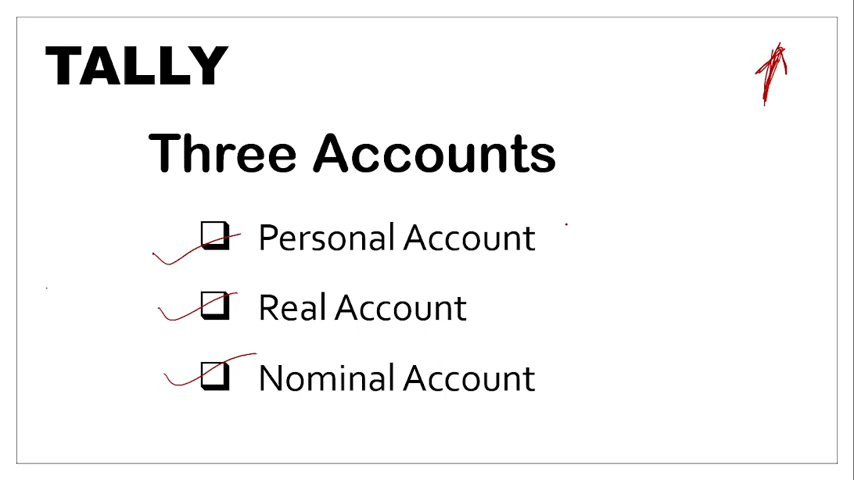 TALLY
Three Accounts
Personal Account
Real Account
Nominal Account